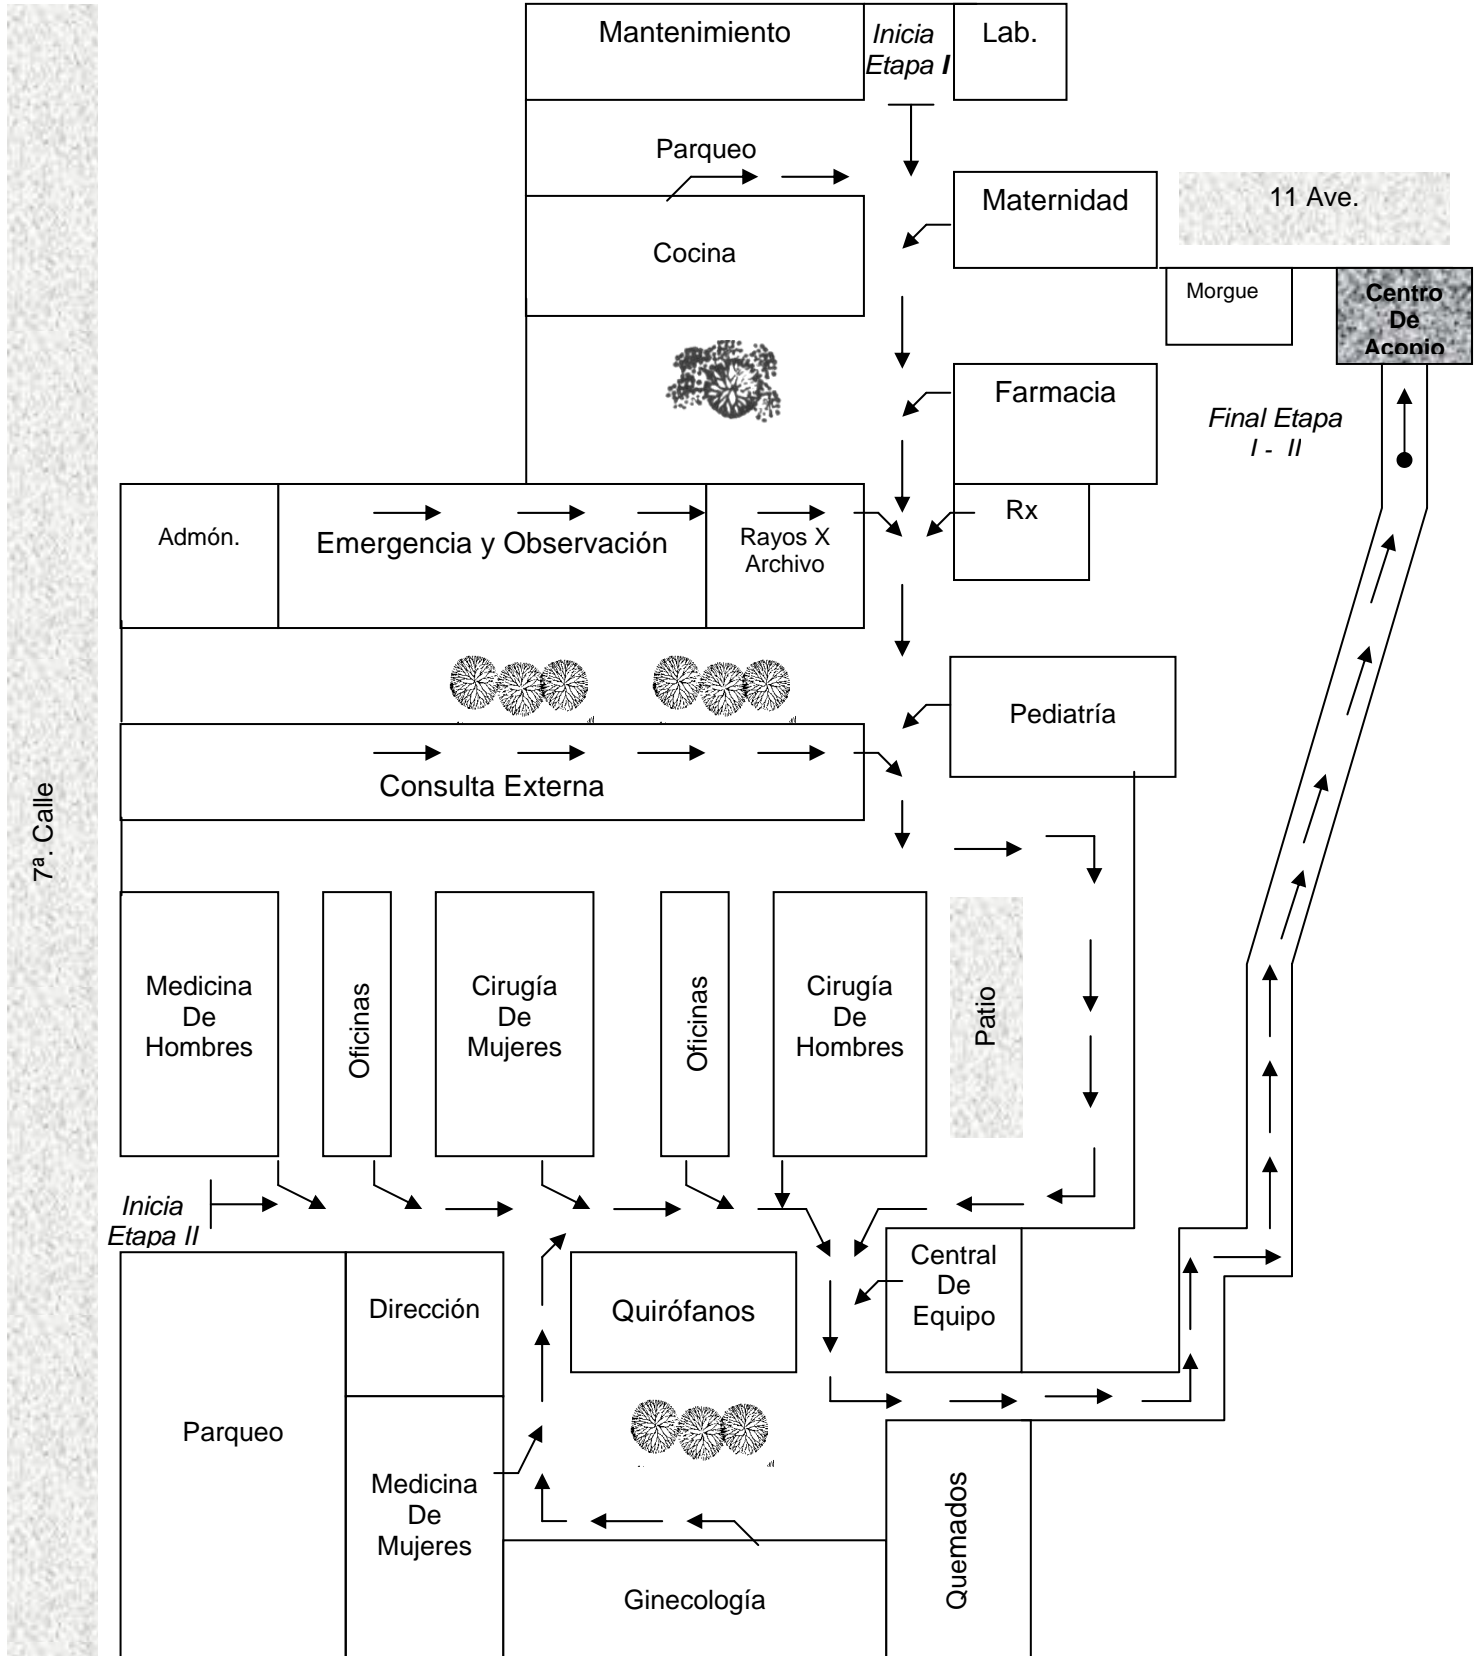 Mantenimiento
Inicia
Etapa I
Lab.
Parqueo
Maternidad
11 Ave.
Cocina
Morgue
Centro
De
Acopio
Farmacia
Final Etapa
I - II
Admón.
Emergencia y Observación
Rayos X
Archivo
Rx
Pediatría
Consulta Externa
7ª. Calle
Medicina
De
Hombres
Oficinas
Cirugía
De
Mujeres
Oficinas
Cirugía
De
Hombres
Patio
Inicia
Etapa II
Dirección
Quirófanos
Central
De
Equipo
Parqueo
Medicina
De
Mujeres
Ginecología
Quemados